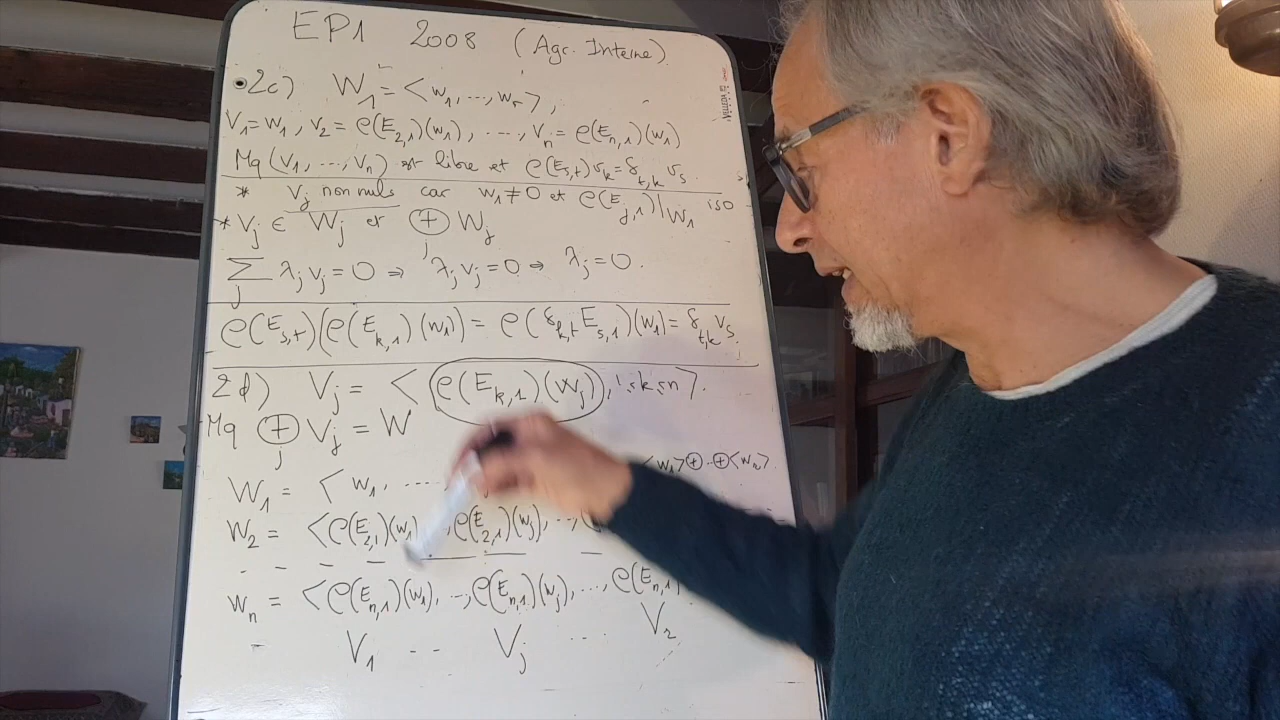 EP1 2008 (Agr. Interne)
• 2c) W₁ = < w₁, ..., wᵣ >,
V₁ = w₁, v₂ = ρ(E₂,₁)(w₁), ..., vₙ = ρ(Eₙ,₁)(w₁)
Mq (v₁, ..., vₙ) est libre et ρ(Eₛ,ₜ)vₖ = δₜ,ₖ vₛ.
* vⱼ non nuls car w₁ ≠ 0 et ρ(Eⱼ,₁)|W₁ iso
* vⱼ ∈ Wⱼ et ⊕ⱼ Wⱼ
∑ⱼ λⱼ vⱼ = 0 ⇒ λⱼ vⱼ = 0 ⇒ λⱼ = 0.
ρ(Eₛ,ₜ)(ρ(Eₖ,₁)(w₁)) = ρ(δₖ,ₜ Eₛ,₁)(w₁) = δₜ,ₖ vₛ.
2d) Vⱼ = < ρ(Eₖ,₁)(wⱼ), 1≤k≤n >.
Mq ⊕ⱼ Vⱼ = W
<w₁> ⊕ .. ⊕ <wᵣ>.
W₁ = < w₁, ....
W₂ = < ρ(E₂,₁)(w₁) , ρ(E₂,₁)(wⱼ), ..,
wₙ = < ρ(Eₙ,₁)(w₁), .., ρ(Eₙ,₁)(wⱼ), ..., ρ(Eₙ,₁)
V₁ ... Vⱼ ... Vᵣ